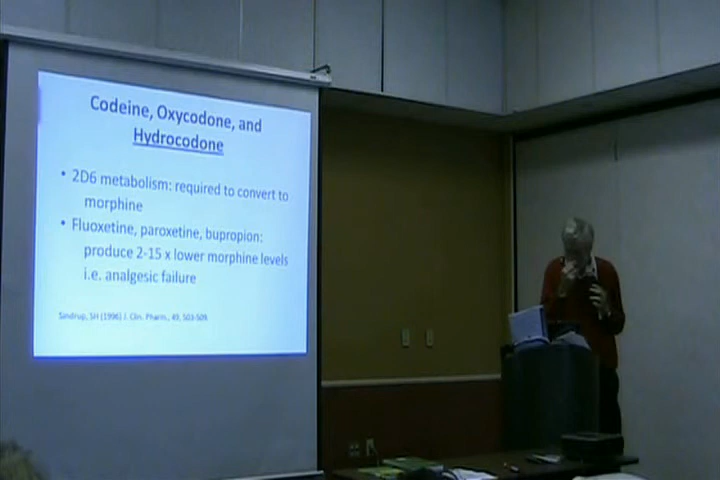 Codeine, Oxycodone, and
Hydrocodone
• 2D6 metabolism: required to convert to
morphine
• Fluoxetine, paroxetine, bupropion:
produce 2-15 x lower morphine levels
i.e. analgesic failure
Sindrup, SH (1996) J. Clin. Pharm., 49, 503-509.